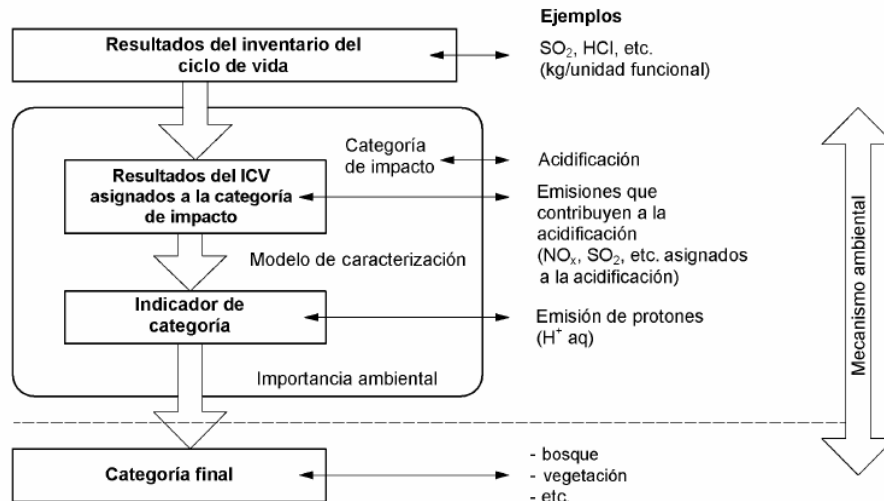 Ejemplos
Resultados del inventario del
ciclo de vida
SO₂, HCl, etc.
(kg/unidad funcional)
Categoría
de impacto
Acidificación
Resultados del ICV
asignados a la categoría
de impacto
Emisiones que
contribuyen a la
acidificación
(NOₓ, SO₂, etc. asignados
a la acidificación)
Modelo de caracterización
Indicador de
categoría
Emisión de protones
(H⁺ aq)
Importancia ambiental
Mecanismo ambiental
Categoría final
- bosque
- vegetación
- etc.